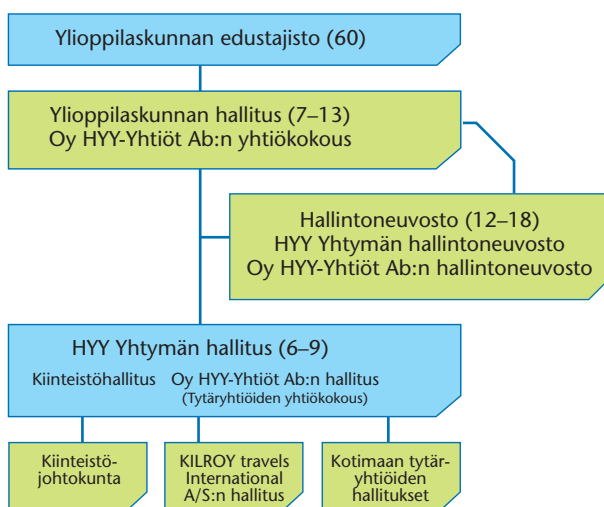 Ylioppilaskunnan edustajisto (60)
Ylioppilaskunnan hallitus (7–13)
Oy HYY-Yhtiöt Ab:n yhtiökokous
Hallintoneuvosto (12–18)
HYY Yhtymän hallintoneuvosto
Oy HYY-Yhtiöt Ab:n hallintoneuvosto
HYY Yhtymän hallitus (6–9)
Kiinteistöhallitus Oy HYY-Yhtiöt Ab:n hallitus
(Tytäryhtiöiden yhtiökokous)
Kiinteistö-
johtokunta
KILROY travels
International
A/S:n hallitus
Kotimaan tytär-
yhtiöiden
hallitukset